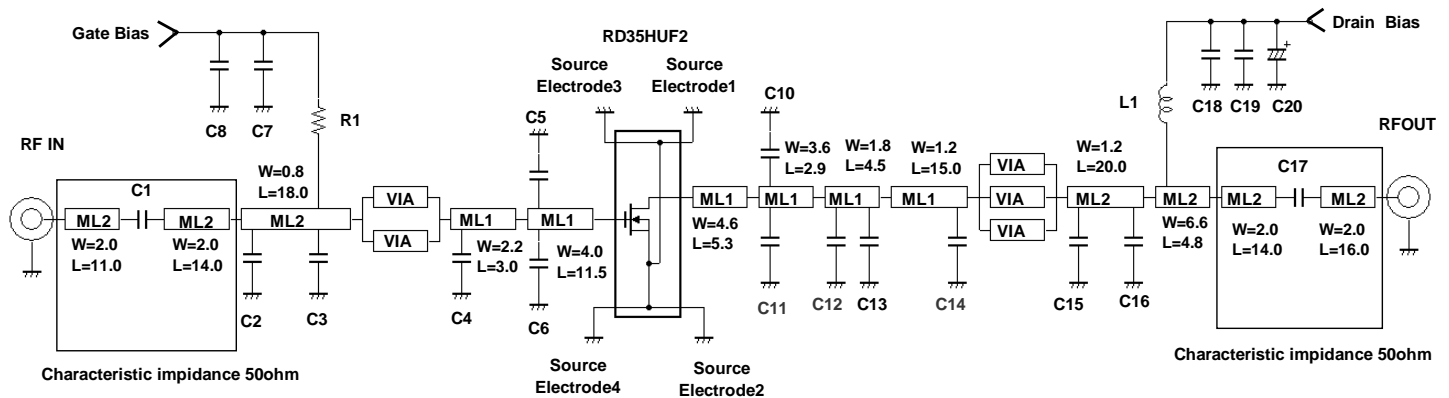 Gate Bias
Drain Bias
RD35HUF2
Source
Electrode3
Source
Electrode1
C8
C7
R1
C5
C10
L1
C18
C19
C20
+
RF IN
RFOUT
C1
W=0.8
L=18.0
W=3.6
L=2.9
W=1.8
L=4.5
W=1.2
L=15.0
W=1.2
L=20.0
C17
VIA
VIA
VIA
VIA
VIA
ML2
ML2
ML2
ML1
ML1
ML1
ML1
ML1
ML1
ML2
ML2
ML2
ML2
W=2.0
L=11.0
W=2.0
L=14.0
W=2.2
L=3.0
W=4.0
L=11.5
W=4.6
L=5.3
W=6.6
L=4.8
W=2.0
L=14.0
W=2.0
L=16.0
C2
C3
C4
C6
C11
C12
C13
C14
C15
C16
Source
Electrode4
Source
Electrode2
Characteristic impidance 50ohm
Characteristic impidance 50ohm